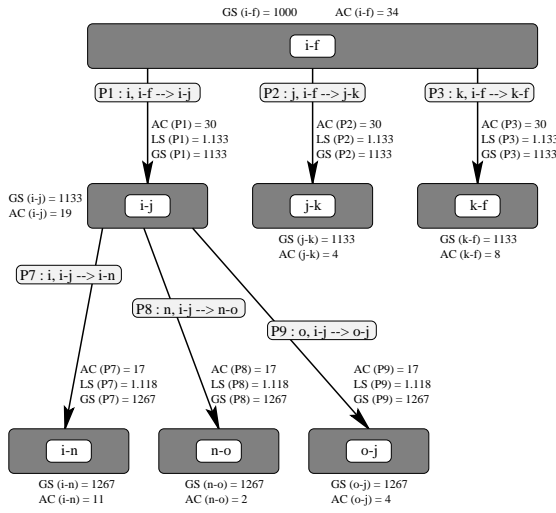 GS (i-f) = 1000 AC (i-f) = 34
i-f
P1 : i, i-f --> i-j P2 : j, i-f --> j-k P3 : k, i-f --> k-f
AC (P1) = 30 AC (P2) = 30 AC (P3) = 30
LS (P1) = 1.133 LS (P2) = 1.133 LS (P3) = 1.133
GS (P1) = 1133 GS (P2) = 1133 GS (P3) = 1133
GS (i-j) = 1133
AC (i-j) = 19
i-j j-k k-f
GS (j-k) = 1133 GS (k-f) = 1133
AC (j-k) = 4 AC (k-f) = 8
P7 : i, i-j --> i-n
P8 : n, i-j --> n-o
P9 : o, i-j --> o-j
AC (P7) = 17 AC (P8) = 17 AC (P9) = 17
LS (P7) = 1.118 LS (P8) = 1.118 LS (P9) = 1.118
GS (P7) = 1267 GS (P8) = 1267 GS (P9) = 1267
i-n n-o o-j
GS (i-n) = 1267 GS (n-o) = 1267 GS (o-j) = 1267
AC (i-n) = 11 AC (n-o) = 2 AC (o-j) = 4